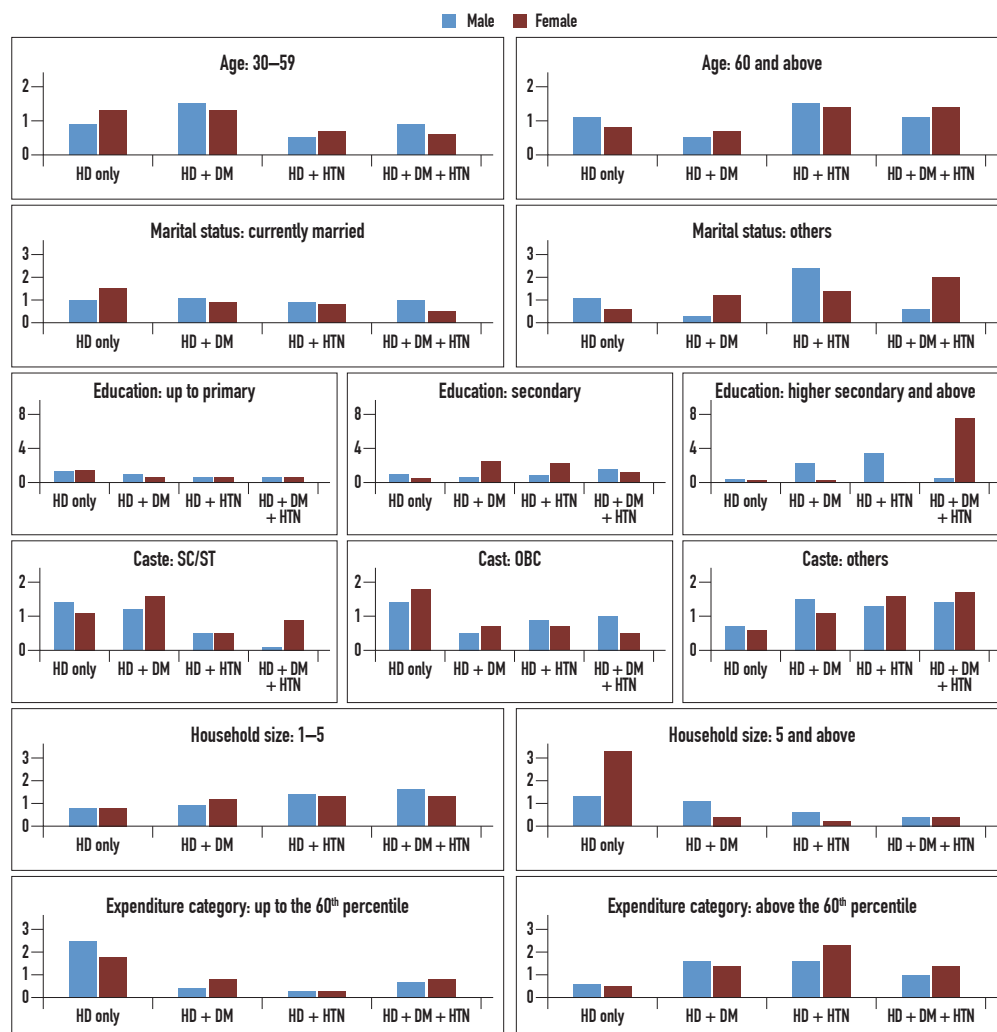 Male Female
Age: 30–59
2
1
0
HD only HD + DM HD + HTN HD + DM + HTN
Age: 60 and above
2
1
0
HD only HD + DM HD + HTN HD + DM + HTN
Marital status: currently married
3
2
1
0
HD only HD + DM HD + HTN HD + DM + HTN
Marital status: others
3
2
1
0
HD only HD + DM HD + HTN HD + DM + HTN
Education: up to primary
8
4
0
HD only HD + DM HD + HTN HD + DM
+ HTN
Education: secondary
8
4
0
HD only HD + DM HD + HTN HD + DM
+ HTN
Education: higher secondary and above
8
4
0
HD only HD + DM HD + HTN HD + DM
+ HTN
Caste: SC/ST
2
1
0
HD only HD + DM HD + HTN HD + DM
+ HTN
Cast: OBC
2
1
0
HD only HD + DM HD + HTN HD + DM
+ HTN
Caste: others
2
1
0
HD only HD + DM HD + HTN HD + DM
+ HTN
Household size: 1–5
3
2
1
0
HD only HD + DM HD + HTN HD + DM + HTN
Household size: 5 and above
3
2
1
0
HD only HD + DM HD + HTN HD + DM + HTN
Expenditure category: up to the 60th percentile
3
2
1
0
HD only HD + DM HD + HTN HD + DM + HTN
Expenditure category: above the 60th percentile
3
2
1
0
HD only HD + DM HD + HTN HD + DM + HTN